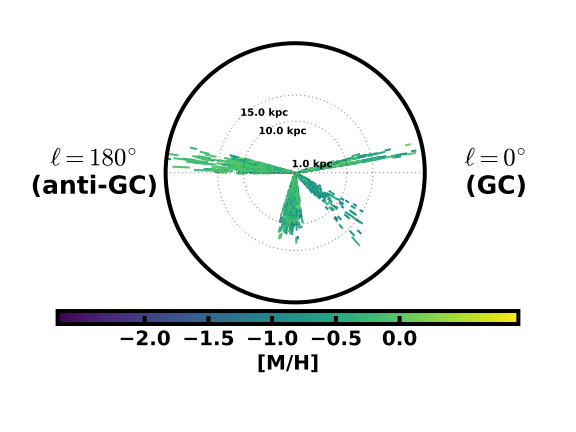 15.0 kpc
10.0 kpc
1.0 kpc
ℓ = 180°
(anti-GC)
ℓ = 0°
(GC)
−2.0 −1.5 −1.0 −0.5 0.0
[M/H]